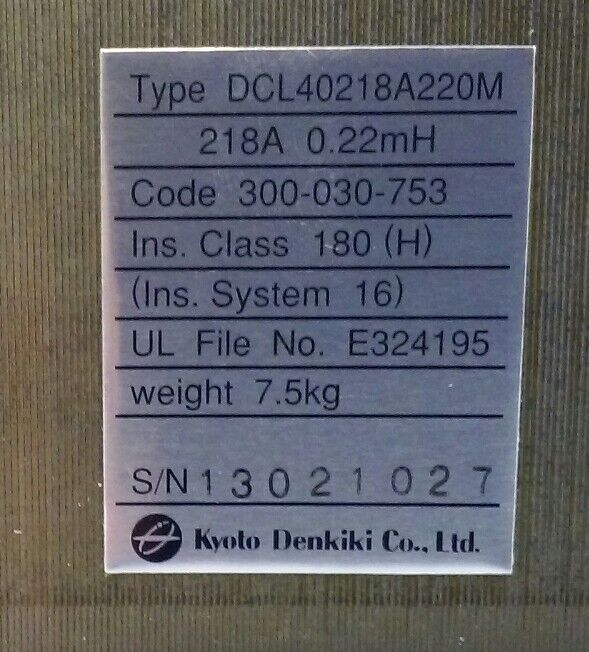 Type DCL40218A220M
218A 0.22mH
Code 300-030-753
Ins. Class 180 (H)
(Ins. System 16)
UL File No. E324195
weight 7.5kg
S/N 13021027
Kyoto Denkiki Co., Ltd.